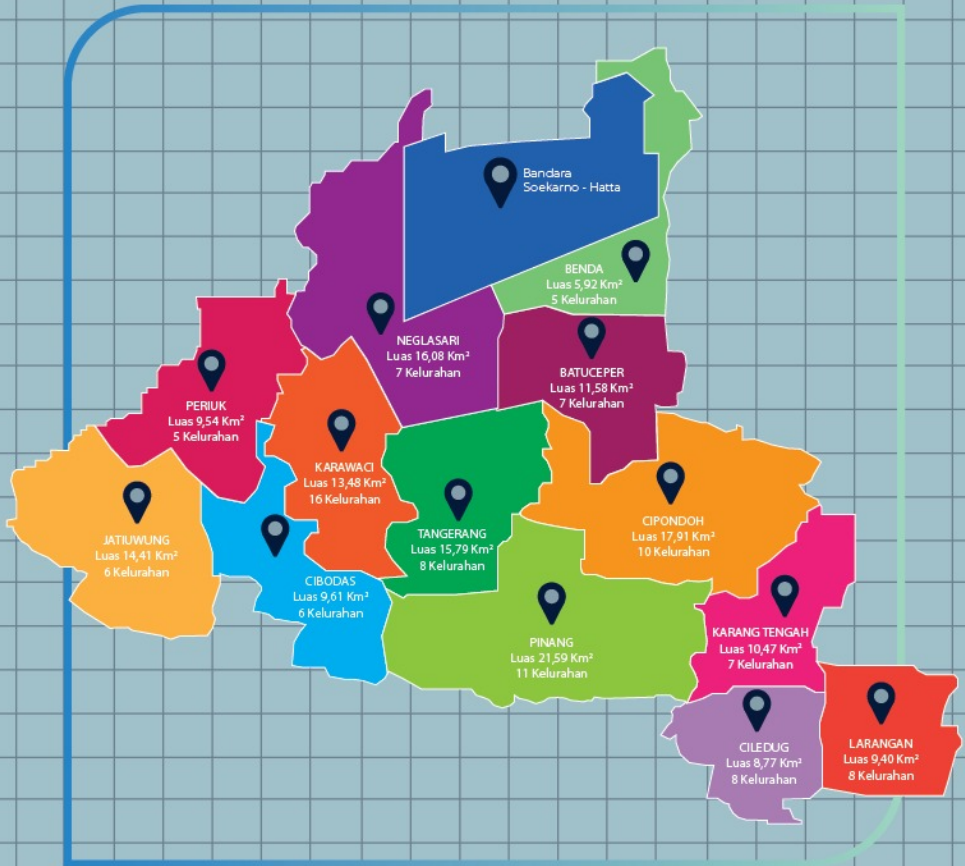 Bandara
Soekarno - Hatta
BENDA
Luas 5,92 Km²
5 Kelurahan
NEGLASARI
Luas 16,08 Km²
7 Kelurahan
BATUCEPER
Luas 11,58 Km²
7 Kelurahan
PERIUK
Luas 9,54 Km²
5 Kelurahan
KARAWACI
Luas 13,48 Km²
16 Kelurahan
JATIUWUNG
Luas 14,41 Km²
6 Kelurahan
TANGERANG
Luas 15,79 Km²
8 Kelurahan
CIPONDOH
Luas 17,91 Km²
10 Kelurahan
CIBODAS
Luas 9,61 Km²
6 Kelurahan
PINANG
Luas 21,59 Km²
11 Kelurahan
KARANG TENGAH
Luas 10,47 Km²
7 Kelurahan
CILEDUG
Luas 8,77 Km²
8 Kelurahan
LARANGAN
Luas 9,40 Km²
8 Kelurahan